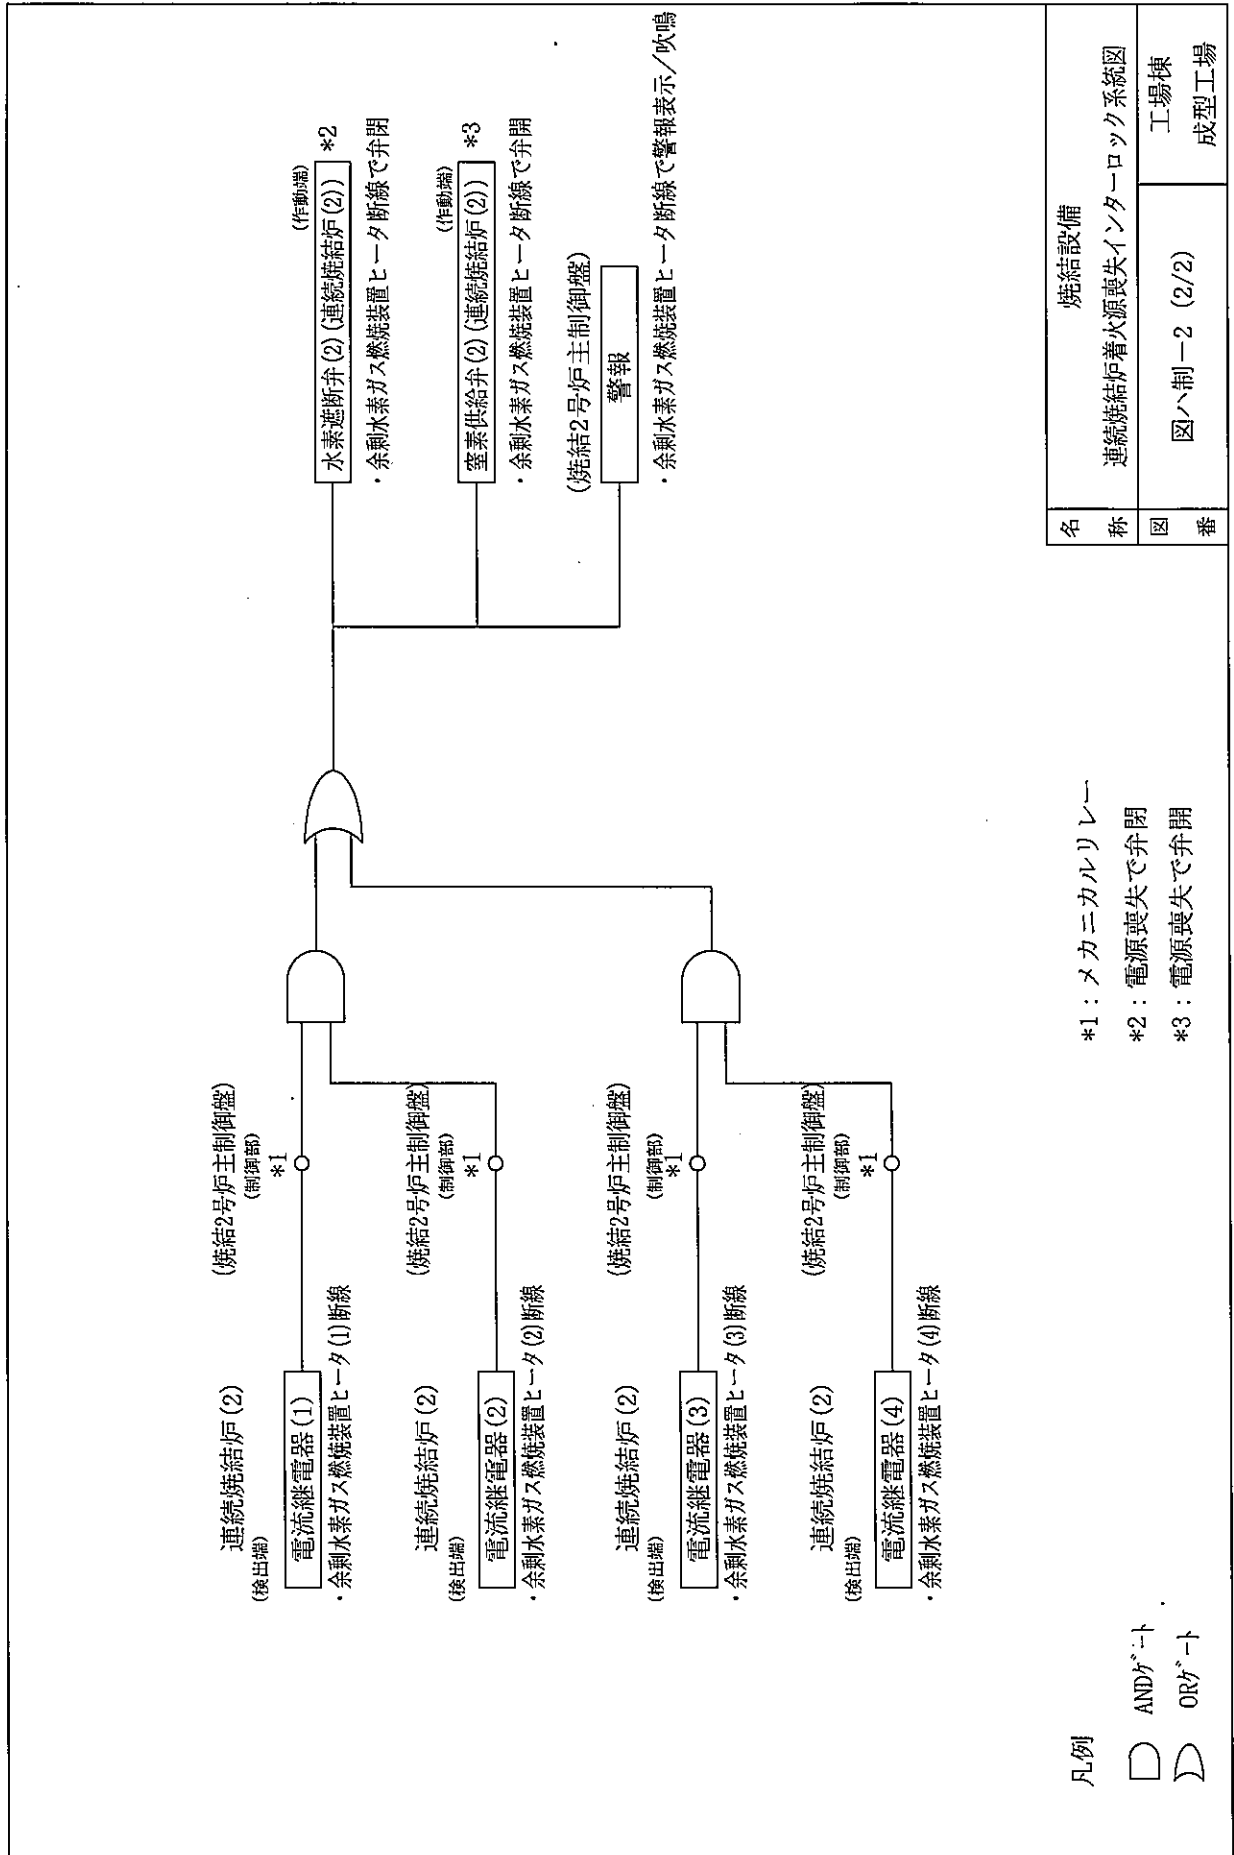 連続焼結炉(2)
(検出端)
電流継電器(1)
・余剰水素ガス燃焼装置ヒータ(1)断線
(焼結2号炉主制御盤)
(制御部)
*1
連続焼結炉(2)
(検出端)
電流継電器(2)
・余剰水素ガス燃焼装置ヒータ(2)断線
(焼結2号炉主制御盤)
(制御部)
*1
連続焼結炉(2)
(検出端)
電流継電器(3)
・余剰水素ガス燃焼装置ヒータ(3)断線
(焼結2号炉主制御盤)
(制御部)
*1
連続焼結炉(2)
(検出端)
電流継電器(4)
・余剰水素ガス燃焼装置ヒータ(4)断線
(焼結2号炉主制御盤)
(制御部)
*1
(作動端)
水素遮断弁(2)(連続焼結炉(2)) *2
・余剰水素ガス燃焼装置ヒータ断線で弁閉
(作動端)
窒素供給弁(2)(連続焼結炉(2)) *3
・余剰水素ガス燃焼装置ヒータ断線で弁開
(焼結2号炉主制御盤)
警報
・余剰水素ガス燃焼装置ヒータ断線で警報表示/吹鳴
凡例
ANDゲート
ORゲート
*1:メカニカルリレー
*2:電源喪失で弁閉
*3:電源喪失で弁開
名称 焼結設備
連続焼結炉着火源喪失インターロック系統図
図番 図ハ制-2 (2/2) 工場棟
成型工場